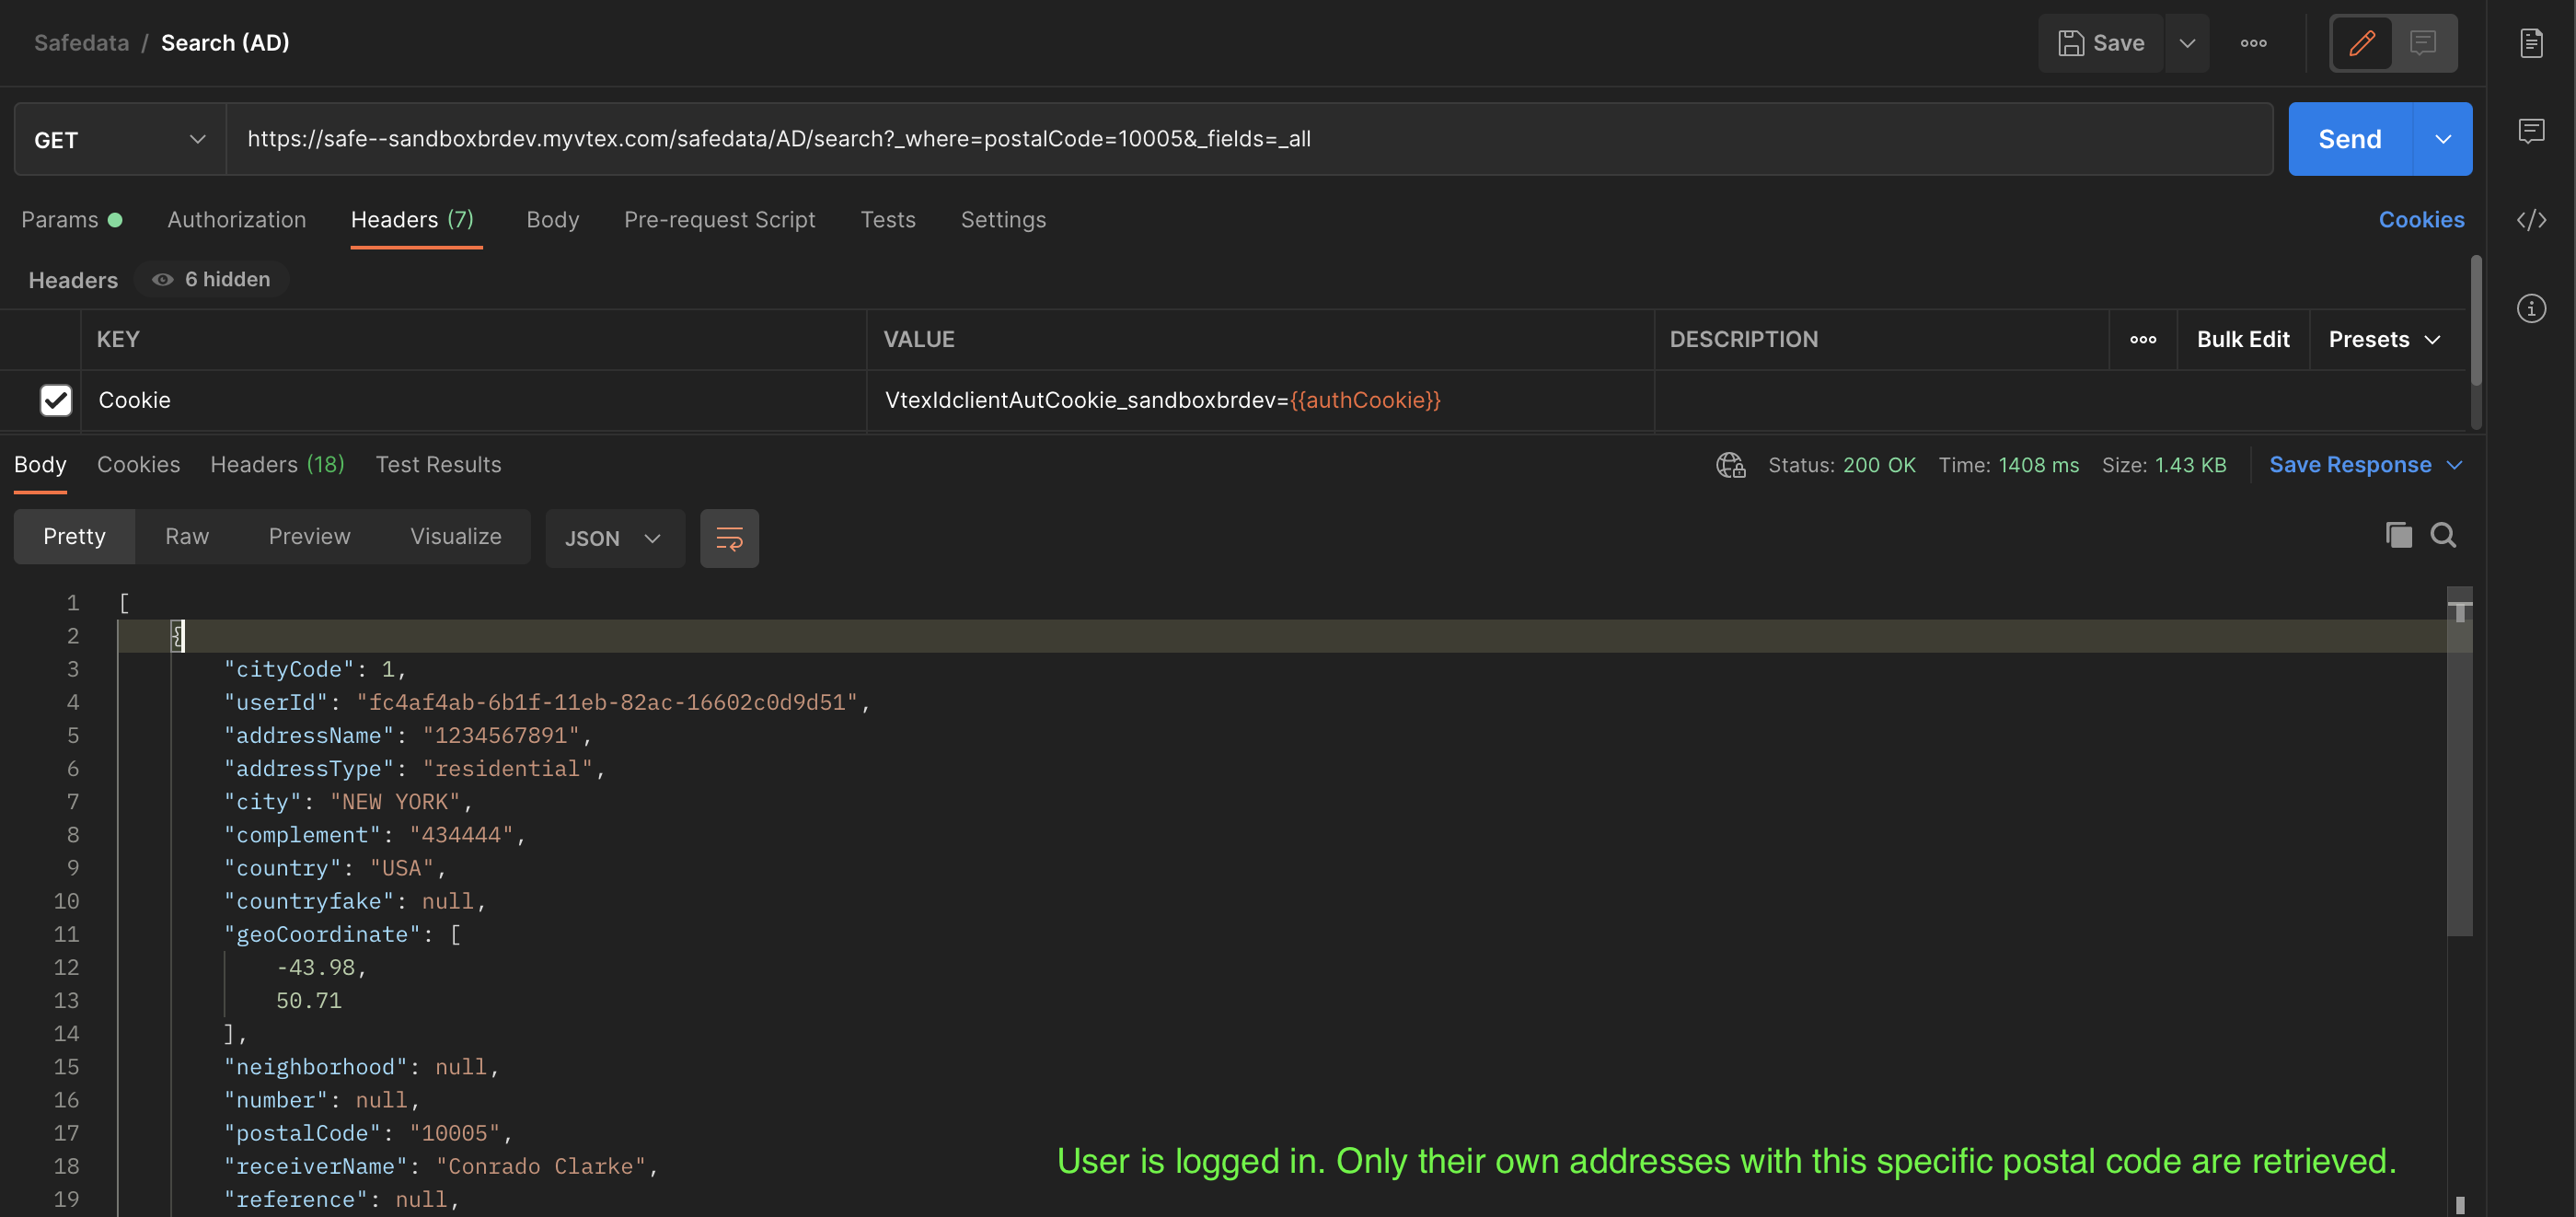 Safedata / Search (AD)
Save
GET
https://safe--sandboxbrdev.myvtex.com/safedata/AD/search?_where=postalCode=10005&_fields=_all
Send
Params Authorization Headers (7) Body Pre-request Script Tests Settings Cookies
Headers 6 hidden
KEY VALUE DESCRIPTION ooo Bulk Edit Presets
Cookie VtexIdclientAutCookie_sandboxbrdev={{authCookie}}
Body Cookies Headers (18) Test Results Status: 200 OK Time: 1408 ms Size: 1.43 KB Save Response
Pretty Raw Preview Visualize JSON
1 [
2 {
3 "cityCode": 1,
4 "userId": "fc4af4ab-6b1f-11eb-82ac-16602c0d9d51",
5 "addressName": "1234567891",
6 "addressType": "residential",
7 "city": "NEW YORK",
8 "complement": "434444",
9 "country": "USA",
10 "countryfake": null,
11 "geoCoordinate": [
12 -43.98,
13 50.71
14 ],
15 "neighborhood": null,
16 "number": null,
17 "postalCode": "10005",
18 "receiverName": "Conrado Clarke",
19 "reference": null,
User is logged in. Only their own addresses with this specific postal code are retrieved.